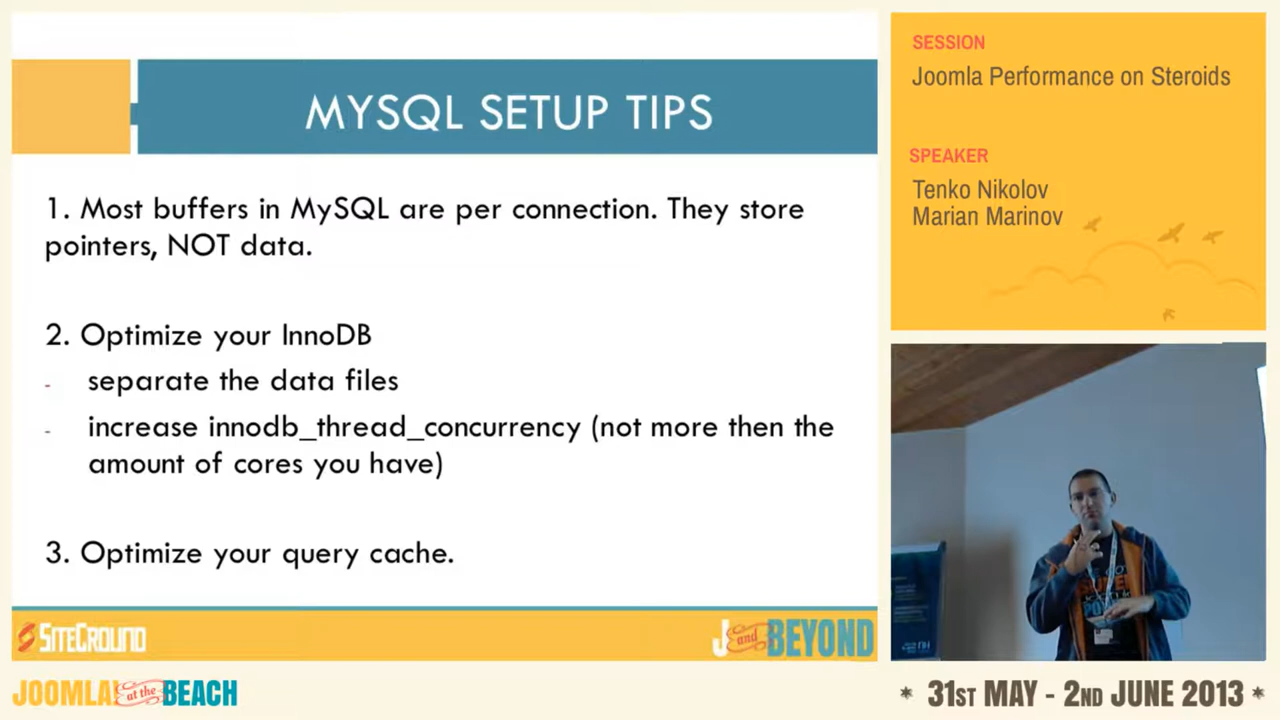 MYSQL SETUP TIPS
1. Most buffers in MySQL are per connection. They store
pointers, NOT data.
2. Optimize your InnoDB
- separate the data files
- increase innodb_thread_concurrency (not more then the
amount of cores you have)
3. Optimize your query cache.
SITEGROUND
J and BEYOND
SESSION
Joomla Performance on Steroids
SPEAKER
Tenko Nikolov
Marian Marinov
JOOMLA! at the BEACH
* 31ST MAY - 2ND JUNE 2013 *